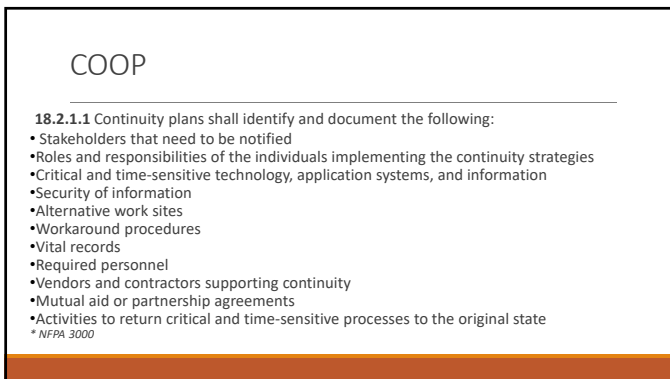 COOP
18.2.1.1 Continuity plans shall identify and document the following:
• Stakeholders that need to be notified
•Roles and responsibilities of the individuals implementing the continuity strategies
•Critical and time-sensitive technology, application systems, and information
•Security of information
•Alternative work sites
•Workaround procedures
•Vital records
•Required personnel
•Vendors and contractors supporting continuity
•Mutual aid or partnership agreements
•Activities to return critical and time-sensitive processes to the original state
* NFPA 3000